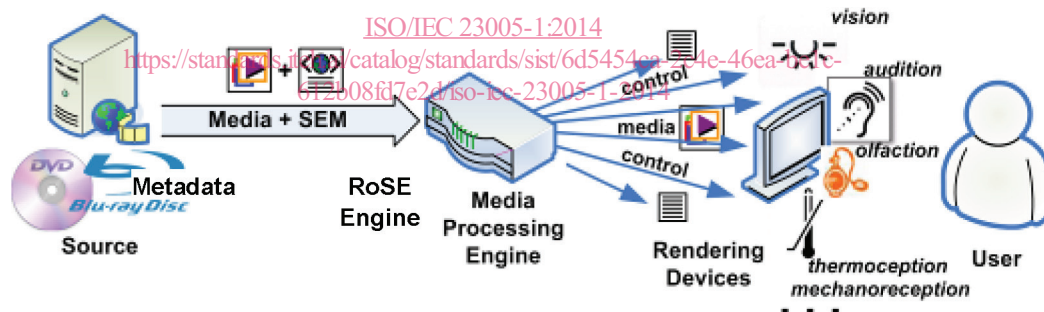 ISO/IEC 23005-1:2014
vision
control
audition
Media + SEM
media
olfaction
control
DVD
Blu-ray Disc
Metadata
RoSE
Engine
Media
Processing
Engine
Source
Rendering
Devices
User
thermoception
mechanoreception